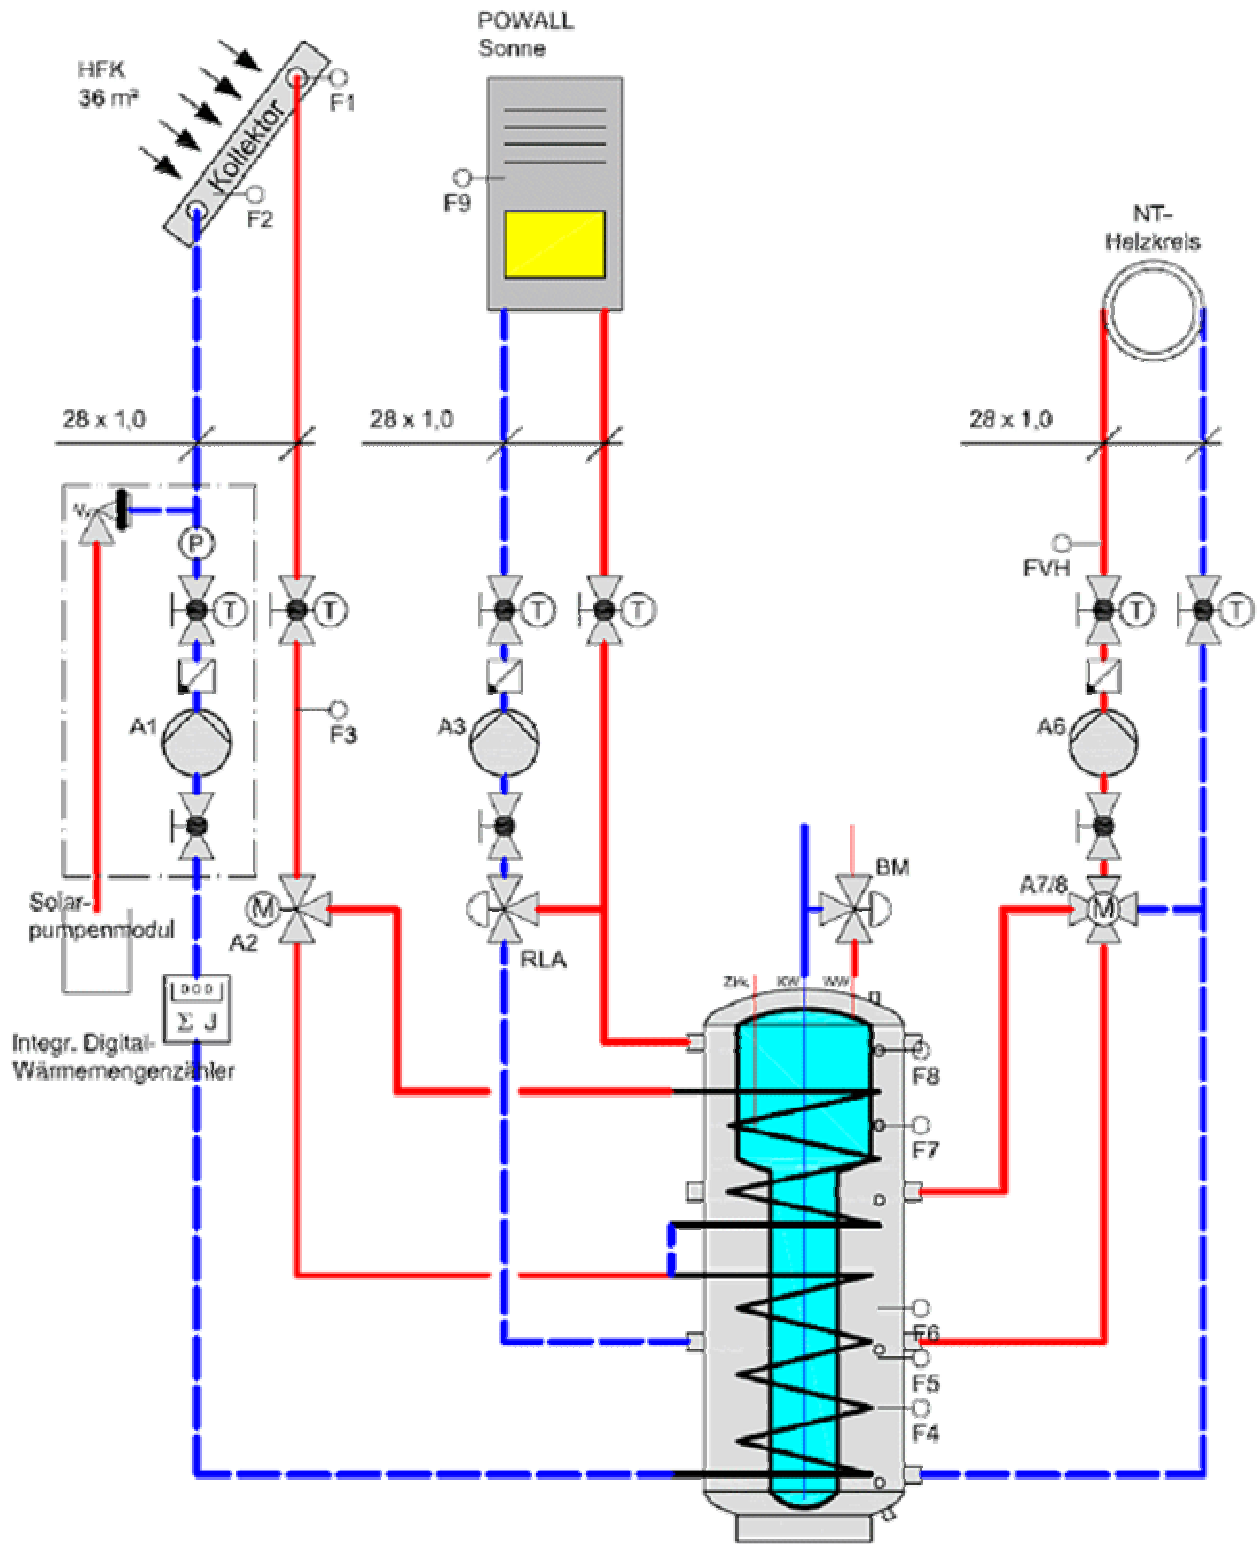 POWALL
Sonne
HFK
36 m²
F1
Kollektor
F2
F9
NT-
Heizkreis
28 x 1,0
28 x 1,0
28 x 1,0
P
FVH
T
T
T
T
T
T
A1
F3
A3
A6
BM
A7/8
M
M
Solar-
pumpenmodul
A2
RLA
ZIrk.
KW
WW
000
Σ J
Integr. Digital-
Wärmemengenzähler
F8
F7
F6
F5
F4